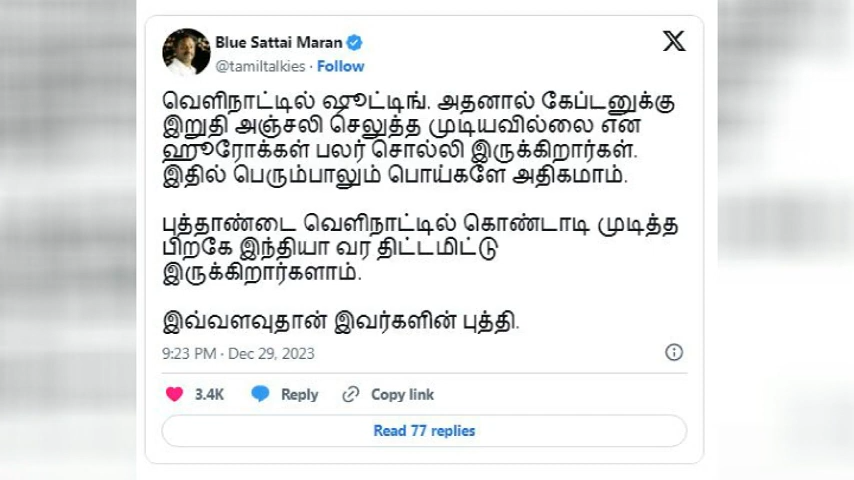 Blue Sattai Maran
@tamiltalkies · Follow
வெளிநாட்டில் ஷூட்டிங். அதனால் கேப்டனுக்கு
இறுதி அஞ்சலி செலுத்த முடியவில்லை என
ஹீரோக்கள் பலர் சொல்லி இருக்கிறார்கள்.
இதில் பெரும்பாலும் பொய்களே அதிகமாம்.
புத்தாண்டை வெளிநாட்டில் கொண்டாடி முடித்த
பிறகே இந்தியா வர திட்டமிட்டு
இருக்கிறார்களாம்.
இவ்வளவுதான் இவர்களின் புத்தி.
9:23 PM · Dec 29, 2023
3.4K Reply Copy link
Read 77 replies